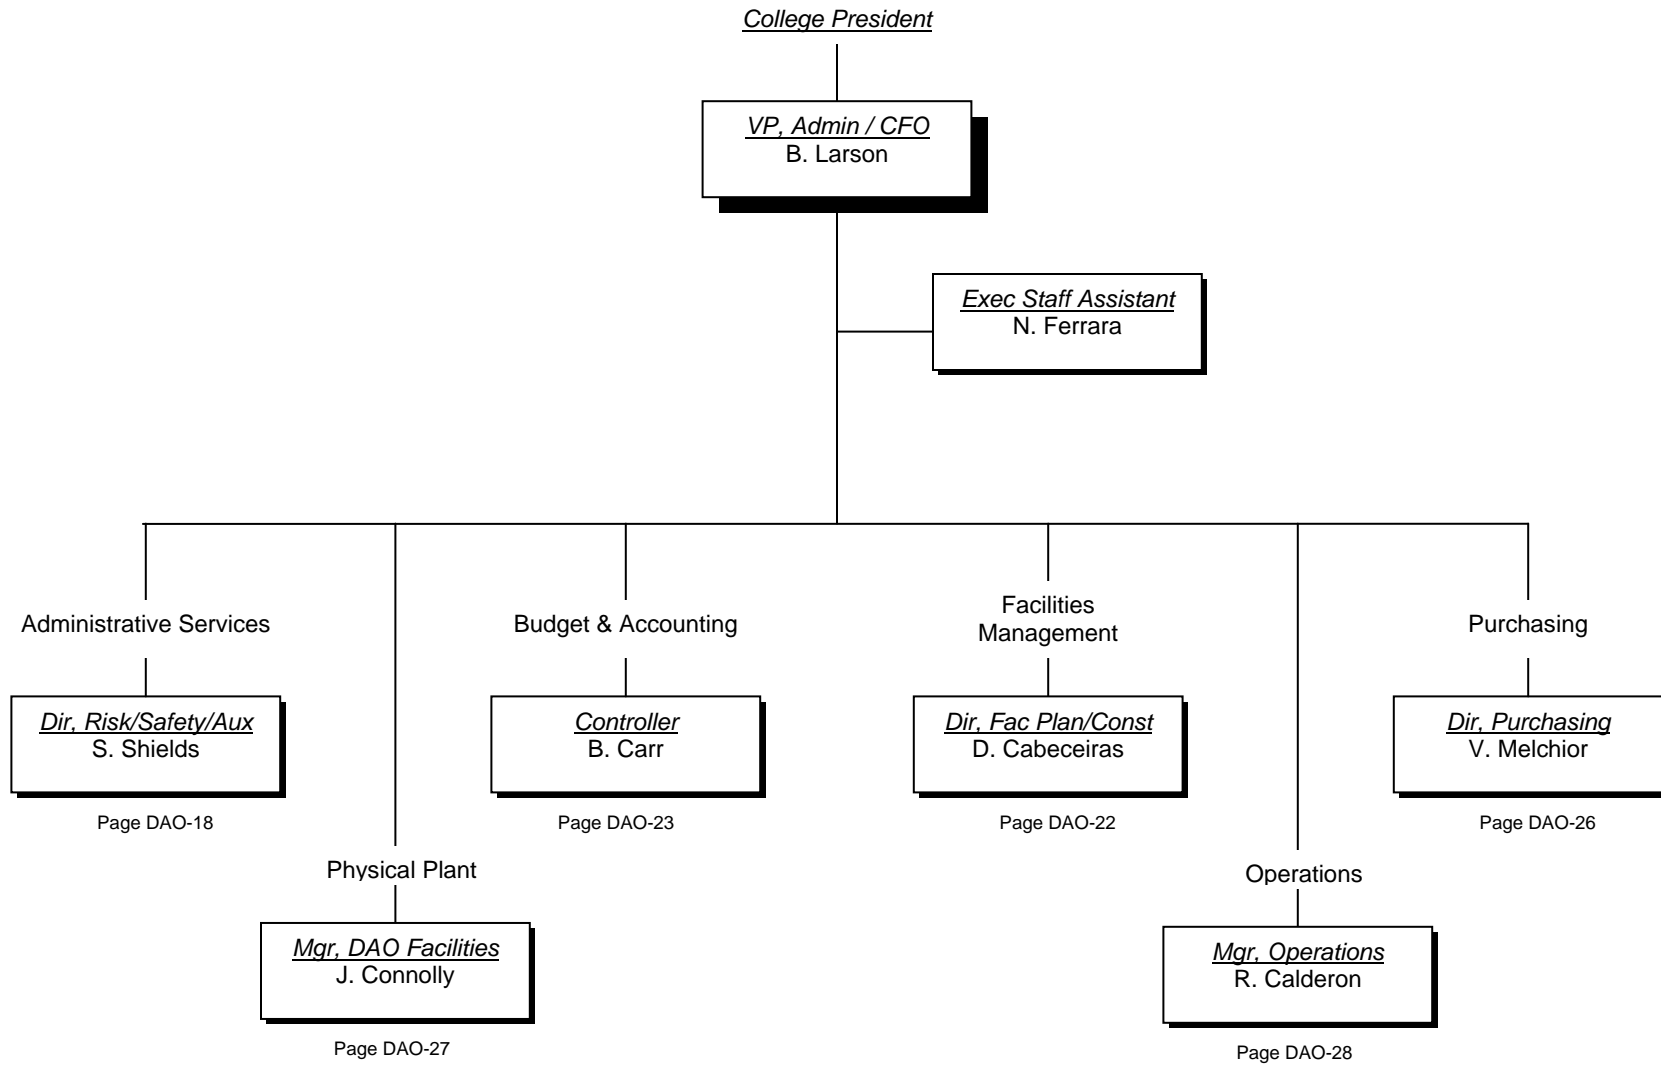 College President
VP, Admin / CFO
B. Larson
Exec Staff Assistant
N. Ferrara
Administrative Services
Budget & Accounting
Facilities
Management
Purchasing
Dir, Risk/Safety/Aux
S. Shields
Controller
B. Carr
Dir, Fac Plan/Const
D. Cabeceiras
Dir, Purchasing
V. Melchior
Page DAO-18
Page DAO-23
Page DAO-22
Page DAO-26
Physical Plant
Operations
Mgr, DAO Facilities
J. Connolly
Mgr, Operations
R. Calderon
Page DAO-27
Page DAO-28